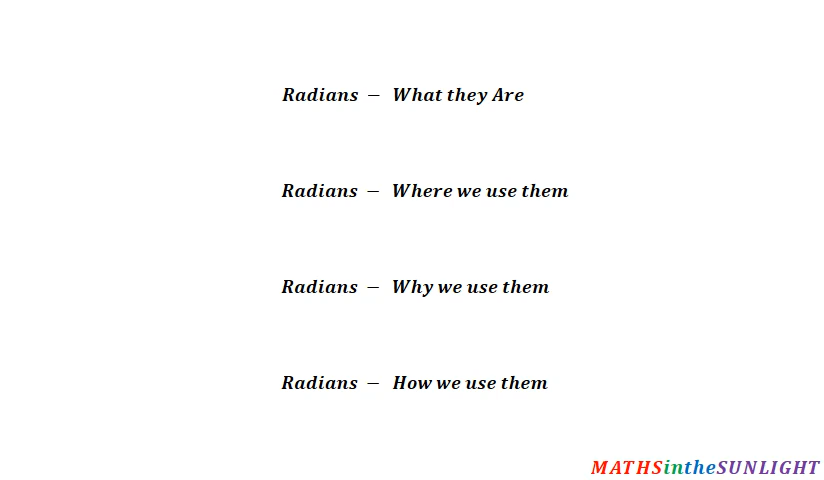 Radians − What they Are
Radians − Where we use them
Radians − Why we use them
Radians − How we use them
MATHSintheSUNLIGHT